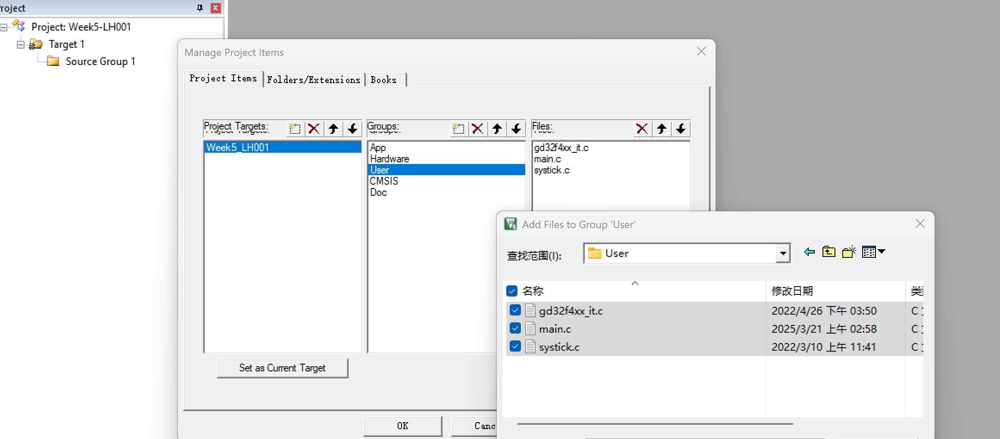 Project
Project: Week5-LH001
Target 1
Source Group 1
Manage Project Items
Project Items
Folders/Extensions
Books
Project Targets:
Groups:
Files:
Week5_LH001
App
Hardware
User
CMSIS
Doc
gd32f4xx_it.c
main.c
systick.c
Set as Current Target
OK
Canc
Add Files to Group 'User'
查找范围(I):
User
名称 修改日期 类
gd32f4xx_it.c 2022/4/26 下午 03:50 C
main.c 2025/3/21 上午 02:58 C
systick.c 2022/3/10 上午 11:41 C